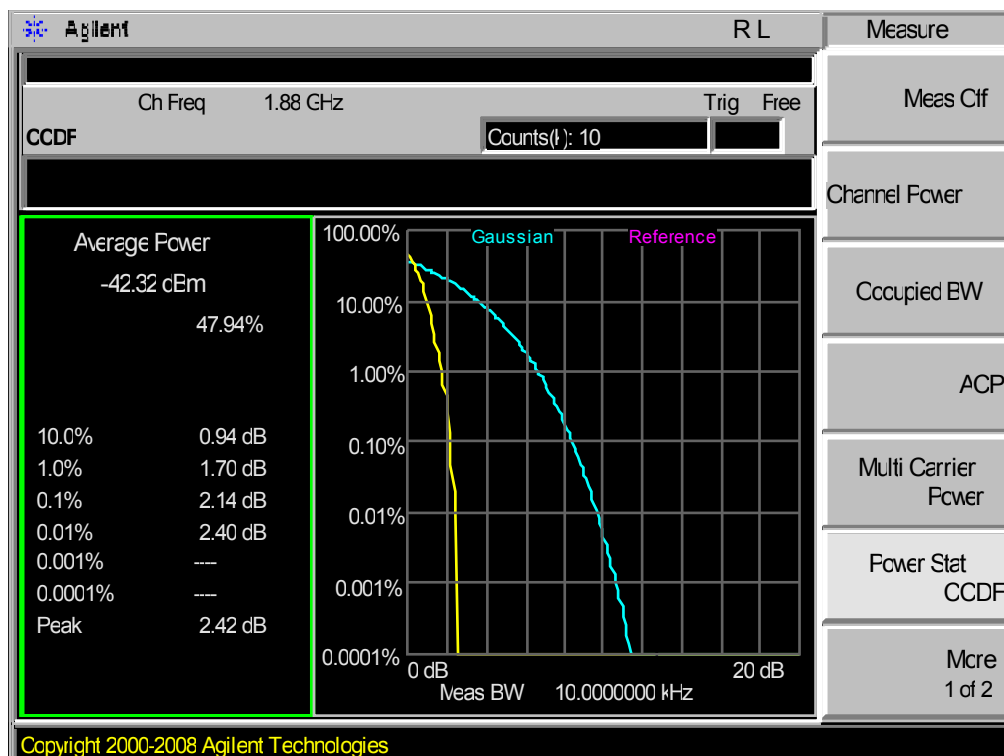 Agilent R L Measure
Ch Freq 1.88 GHz Trig Free
CCDF Counts(k): 10
Meas Off
Channel Power
Occupied BW
ACP
Multi Carrier
Power
Power Stat
CCDF
More
1 of 2
Average Power
-42.32 dBm
47.94%
10.0% 0.94 dB
1.0% 1.70 dB
0.1% 2.14 dB
0.01% 2.40 dB
0.001% ----
0.0001% ----
Peak 2.42 dB
Gaussian Reference
100.00%
10.00%
1.00%
0.10%
0.01%
0.001%
0.0001%
0 dB 20 dB
Meas BW 10.0000000 kHz
Copyright 2000-2008 Agilent Technologies